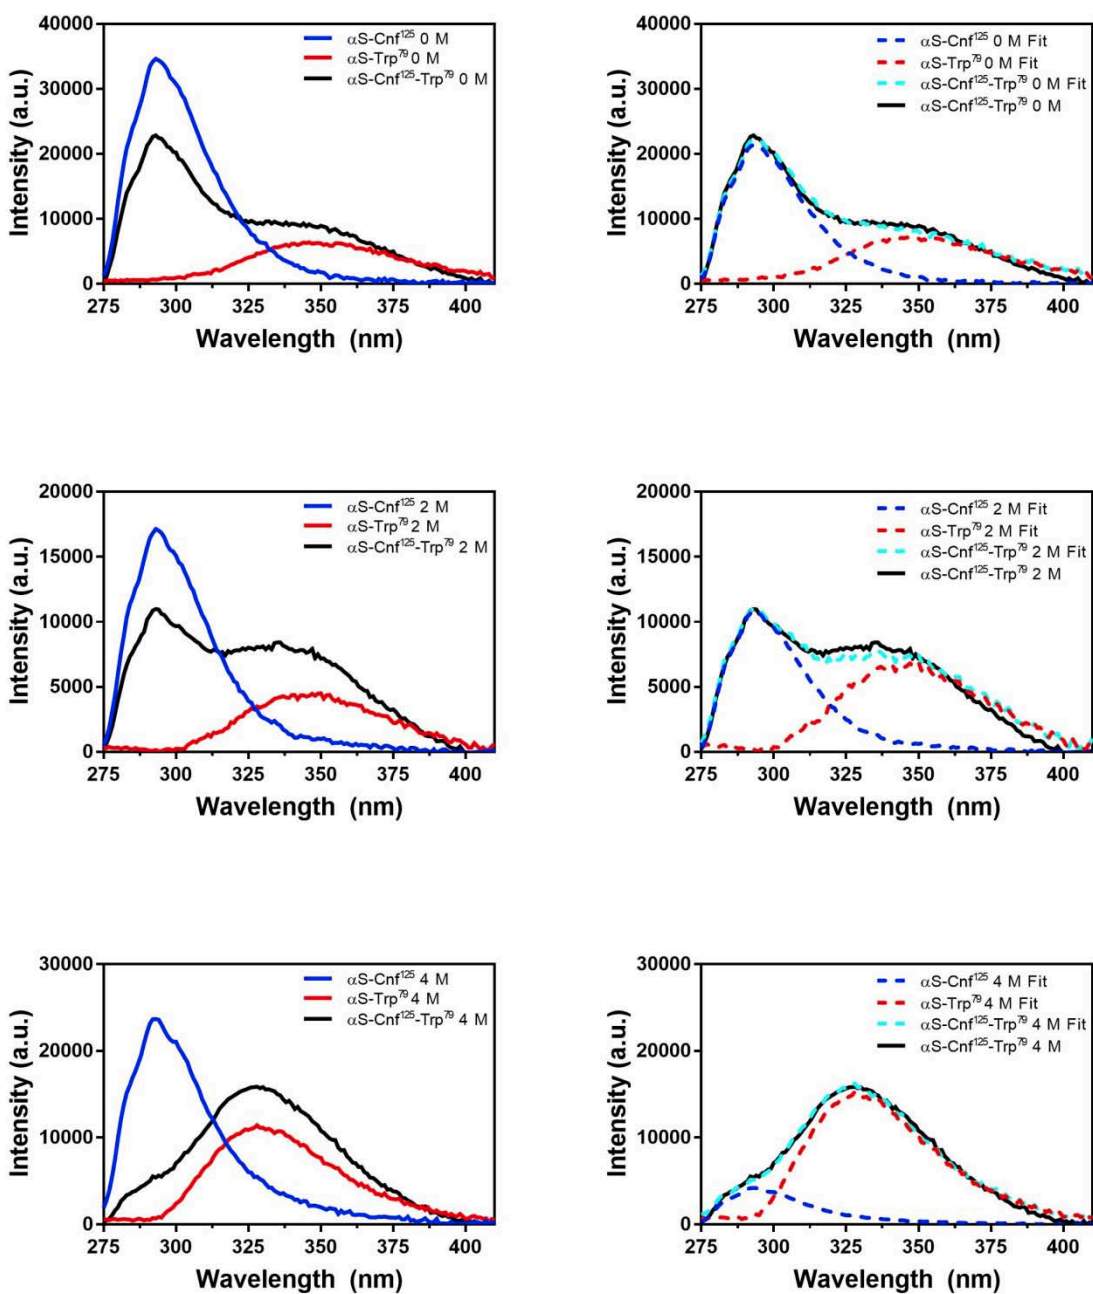 40000
30000
20000
10000
0
Intensity (a.u.)
αS-Cnf¹²⁵ 0 M
αS-Trp⁷⁹ 0 M
αS-Cnf¹²⁵-Trp⁷⁹ 0 M
275 300 325 350 375 400
Wavelength (nm)
40000
30000
20000
10000
0
Intensity (a.u.)
αS-Cnf¹²⁵ 0 M Fit
αS-Trp⁷⁹ 0 M Fit
αS-Cnf¹²⁵-Trp⁷⁹ 0 M Fit
αS-Cnf¹²⁵-Trp⁷⁹ 0 M
275 300 325 350 375 400
Wavelength (nm)
20000
15000
10000
5000
0
Intensity (a.u.)
αS-Cnf¹²⁵ 2 M
αS-Trp⁷⁹ 2 M
αS-Cnf¹²⁵-Trp⁷⁹ 2 M
275 300 325 350 375 400
Wavelength (nm)
20000
15000
10000
5000
0
Intensity (a.u.)
αS-Cnf¹²⁵ 2 M Fit
αS-Trp⁷⁹ 2 M Fit
αS-Cnf¹²⁵-Trp⁷⁹ 2 M Fit
αS-Cnf¹²⁵-Trp⁷⁹ 2 M
275 300 325 350 375 400
Wavelength (nm)
30000
20000
10000
0
Intensity (a.u.)
αS-Cnf¹²⁵ 4 M
αS-Trp⁷⁹ 4 M
αS-Cnf¹²⁵-Trp⁷⁹ 4 M
275 300 325 350 375 400
Wavelength (nm)
30000
20000
10000
0
Intensity (a.u.)
αS-Cnf¹²⁵ 4 M Fit
αS-Trp⁷⁹ 4 M Fit
αS-Cnf¹²⁵-Trp⁷⁹ 4 M Fit
αS-Cnf¹²⁵-Trp⁷⁹ 4 M
275 300 325 350 375 400
Wavelength (nm)